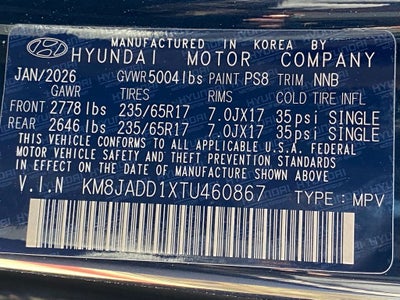 MANUFACTURED IN KOREA BY
HYUNDAI MOTOR COMPANY
JAN/2026 GVWR 5004lbs PAINT PS8 TRIM NNB
GAWR TIRES RIMS COLD TIRE INFL
FRONT 2778 lbs 235/65R17 7.0JX17 35psi SINGLE
REAR 2646 lbs 235/65R17 7.0JX17 35psi SINGLE
THIS VEHICLE CONFORMS TO ALL APPLICABLE U.S.A. FEDERAL
MOTOR VEHICLE SAFETY AND THEFT PREVENTION STANDARDS IN
EFFECT ON THE DATE OF MANUFACTURE SHOWN ABOVE.
V.I.N KM8JADD1XTU460867 TYPE : MPV